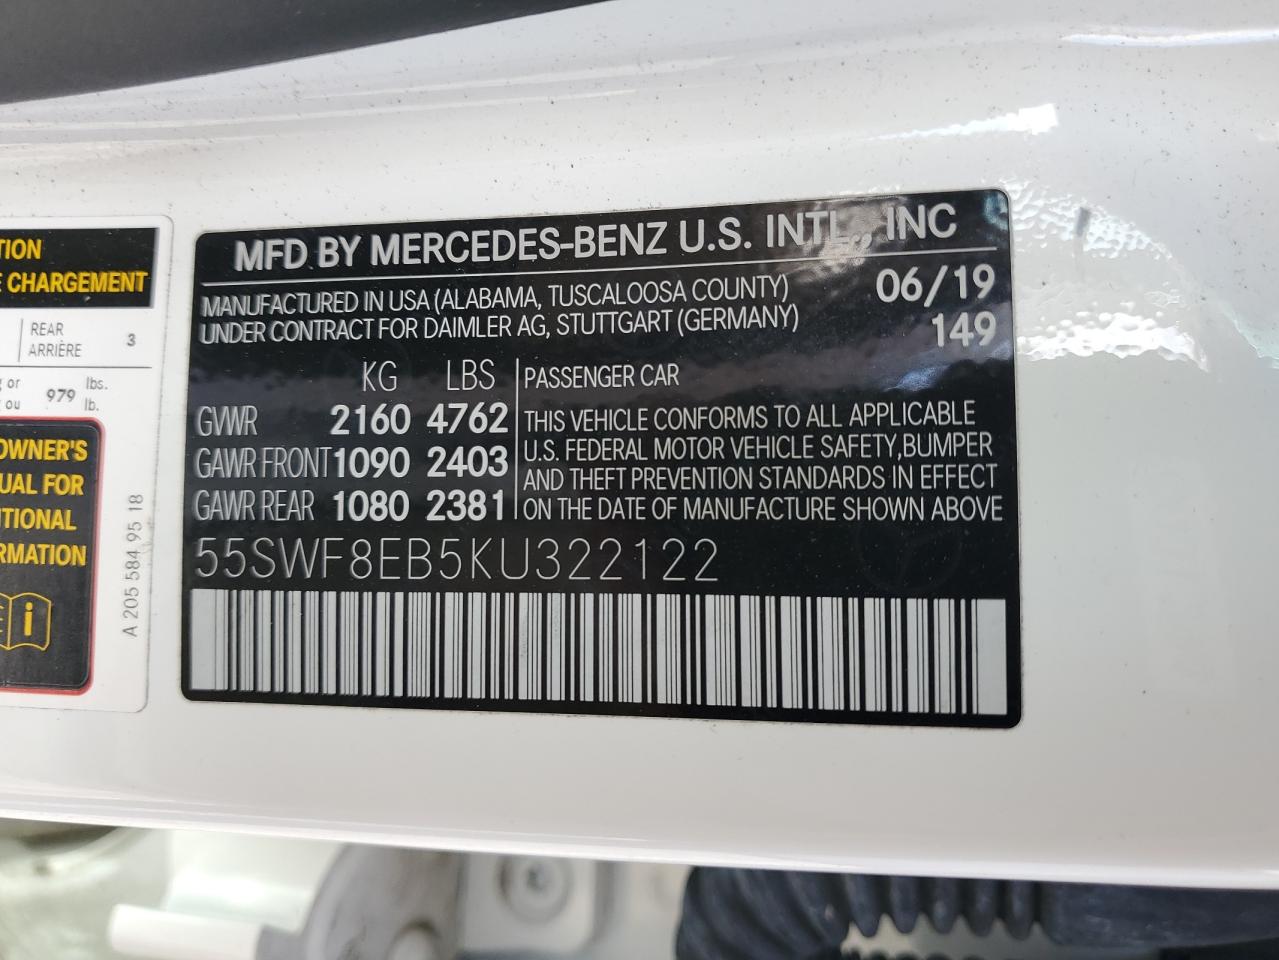 TION
E CHARGEMENT
REAR
ARRIÈRE 3
g or
ou 979 lbs.
lb.
OWNER'S
UAL FOR
ITIONAL
RMATION
i
A 205 584 95 18
MFD BY MERCEDES-BENZ U.S. INTL., INC
MANUFACTURED IN USA (ALABAMA, TUSCALOOSA COUNTY) 06/19
UNDER CONTRACT FOR DAIMLER AG, STUTTGART (GERMANY) 149
KG LBS PASSENGER CAR
GVWR 2160 4762 THIS VEHICLE CONFORMS TO ALL APPLICABLE
U.S. FEDERAL MOTOR VEHICLE SAFETY,BUMPER
GAWR FRONT 1090 2403 AND THEFT PREVENTION STANDARDS IN EFFECT
GAWR REAR 1080 2381 ON THE DATE OF MANUFACTURE SHOWN ABOVE
55SWF8EB5KU322122